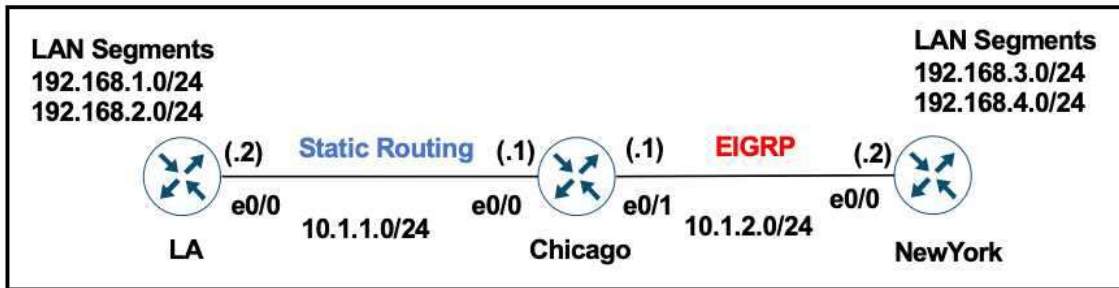 LAN Segments
192.168.1.0/24
192.168.2.0/24
LAN Segments
192.168.3.0/24
192.168.4.0/24
(.2) Static Routing (.1) (.1) EIGRP (.2)
e0/0 e0/0 e0/1 e0/0
10.1.1.0/24 10.1.2.0/24
LA Chicago NewYork